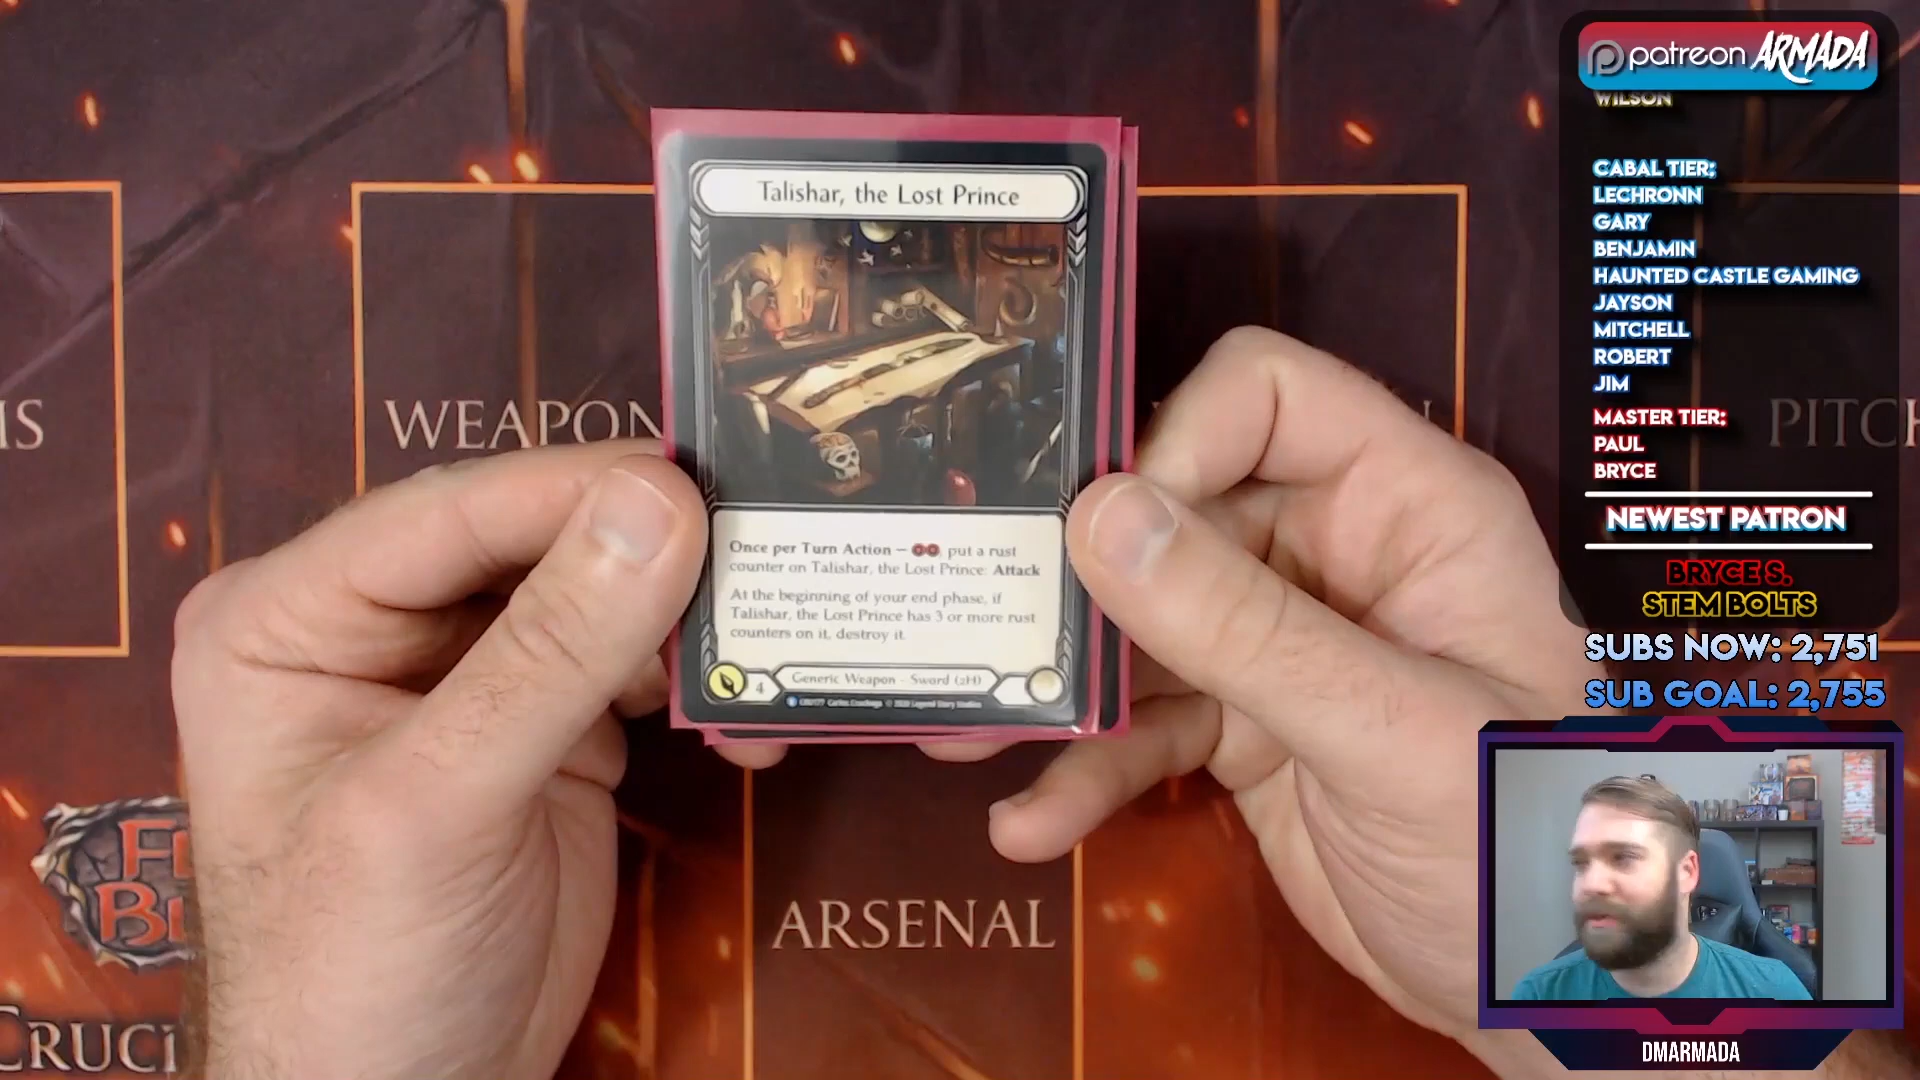 Talishar, the Lost Prince
Once per Turn Action – put a rust
counter on Talishar, the Lost Prince: Attack
At the beginning of your end phase, if
Talishar, the Lost Prince has 3 or more rust
counters on it, destroy it.
4
Generic Weapon - Sword (2H)
WEAPON
ARSENAL
PITCH
MS
FL
BL
CRUCI
patreon ARMADA
WILSON
CABAL TIER:
LECHRONN
GARY
BENJAMIN
HAUNTED CASTLE GAMING
JAYSON
MITCHELL
ROBERT
JIM
MASTER TIER:
PAUL
BRYCE
NEWEST PATRON
BRYCE S.
STEM BOLTS
SUBS NOW: 2,751
SUB GOAL: 2,755
DMARMADA